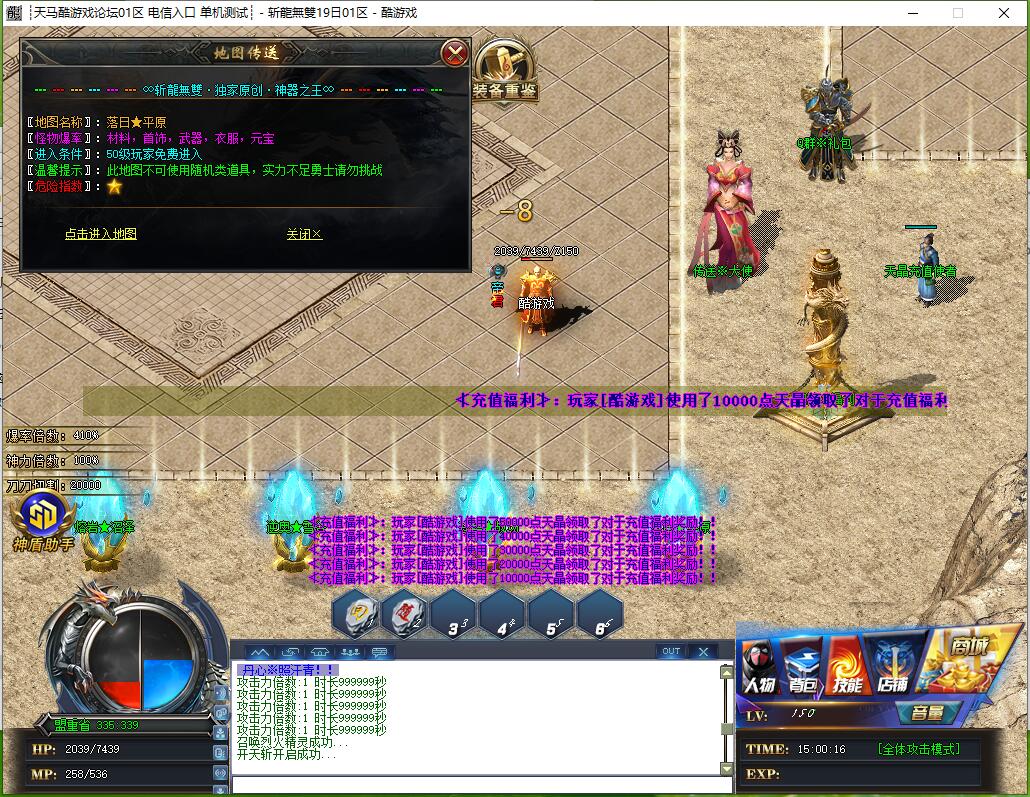 天马酷游戏论坛01区 电信入口 单机测试 - 斩龍無雙19日01区 - 酷游戏
地图传送
∞斩龍無雙·独家原创·神器之王∞
【地图名称】：落日★平原
【怪物爆率】：材料，首饰，武器，衣服，元宝
【进入条件】：50级玩家免费进入
【温馨提示】：此地图不可使用随机类道具，实力不足勇士请勿挑战
【危险指数】：★
点击进入地图
关闭×
装备重鉴
Q群※礼包
传送※大使
天晶充值使者
-8
2039/7439/Z150
帝
酷游戏
≮充值福利≯：玩家[酷游戏]使用了10000点天晶领取了对于充值福利
爆率倍数：410%
神力倍数：100%
刀刀切割：20000
神盾助手
熔岩★沼泽
≮充值福利≯：玩家[酷游戏]使用了50000点天晶领取了对于充值福利奖励！！
≮充值福利≯：玩家[酷游戏]使用了40000点天晶领取了对于充值福利奖励！！
≮充值福利≯：玩家[酷游戏]使用了30000点天晶领取了对于充值福利奖励！！
≮充值福利≯：玩家[酷游戏]使用了20000点天晶领取了对于充值福利奖励！！
≮充值福利≯：玩家[酷游戏]使用了10000点天晶领取了对于充值福利奖励！！
1 2 3 3 4 4 5 5 6 6
OUT
丹心※照汗青！！
攻击力倍数:1 时长999999秒
攻击力倍数:1 时长999999秒
攻击力倍数:1 时长999999秒
攻击力倍数:1 时长999999秒
攻击力倍数:1 时长999999秒
召唤烈火精灵成功...
开天斩开启成功...
盟重省 335:339
HP: 2039/7439
MP: 258/536
人物 背包 技能 店铺 商城
LV: 150
音量
TIME: 15:00:16 [全体攻击模式]
EXP: